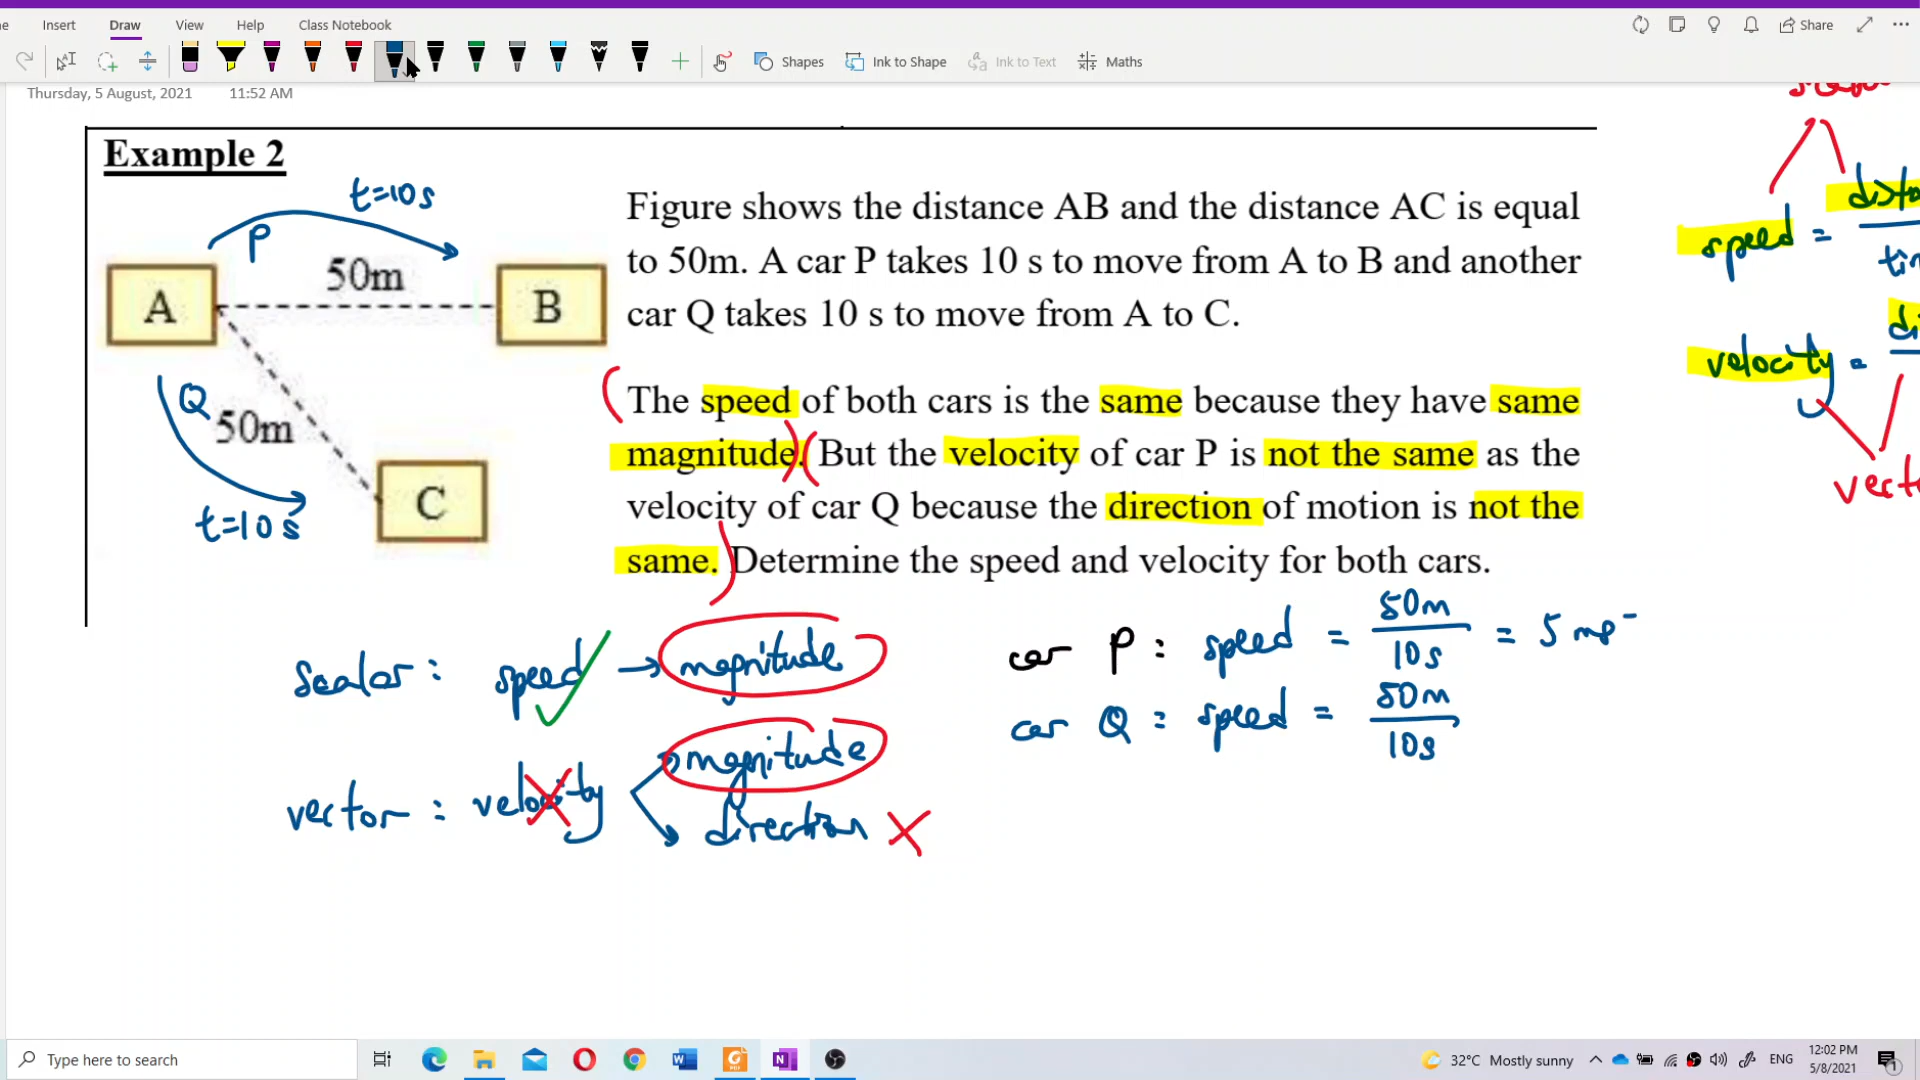 Insert Draw View Help Class Notebook
Share
Shapes Ink to Shape Ink to Text Maths
Thursday, 5 August, 2021 11:52 AM
Example 2
t=10s
P
50m
A
B
Q
50m
C
t=10s
Figure shows the distance AB and the distance AC is equal
to 50m. A car P takes 10 s to move from A to B and another
car Q takes 10 s to move from A to C.
The speed of both cars is the same because they have same
magnitude. But the velocity of car P is not the same as the
velocity of car Q because the direction of motion is not the
same. Determine the speed and velocity for both cars.
speed =
velocity =
scalar : speed → magnitude
vector : velocity magnitude
direction
car P : speed = 50m / 10s = 5 ms-
car Q : speed = 50m / 10s
Type here to search
32°C Mostly sunny
ENG
12:02 PM
5/8/2021
1